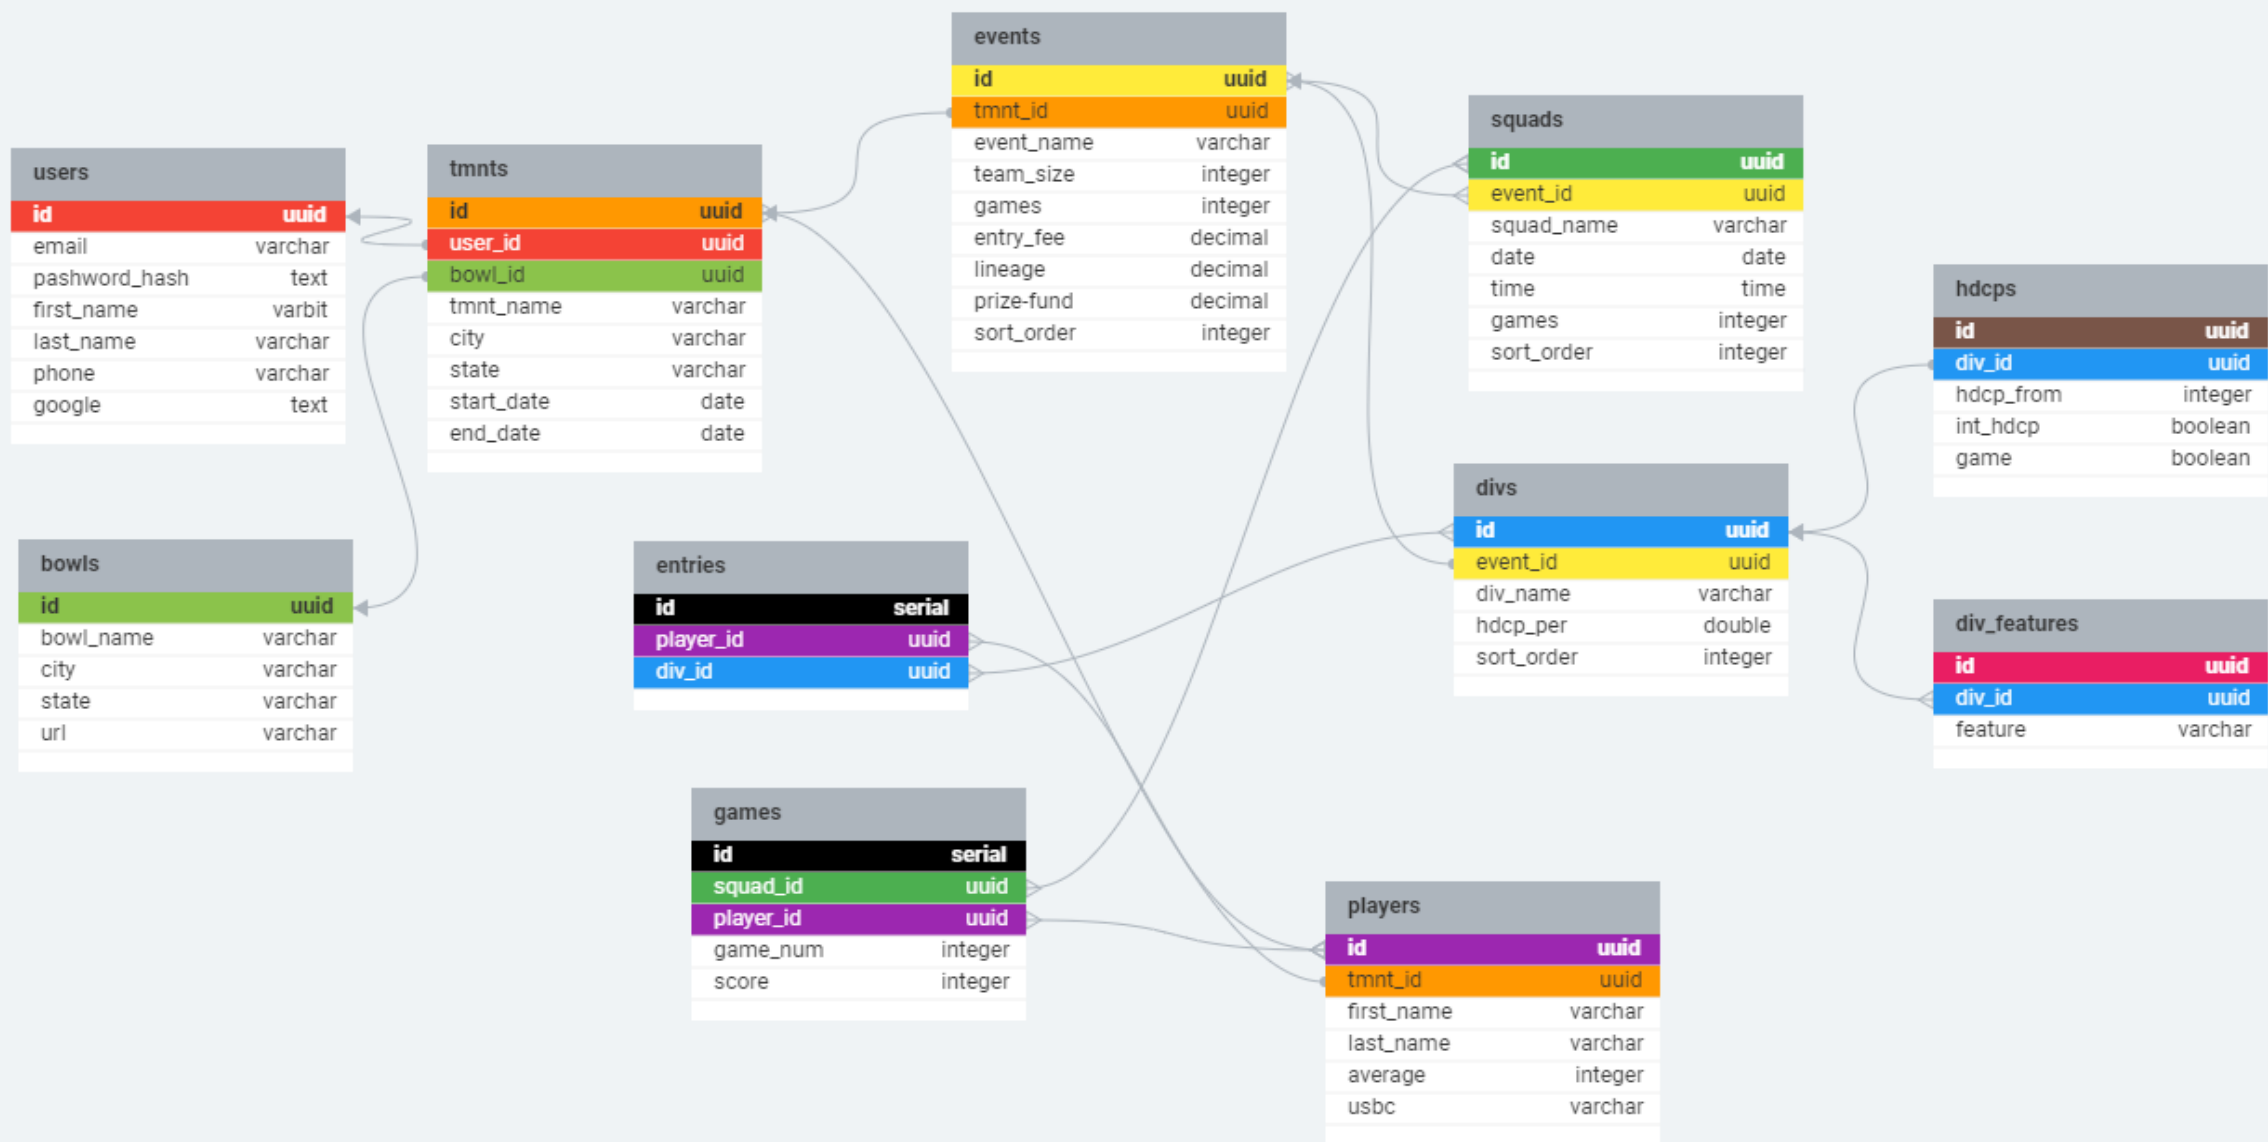 events
id uuid
tmnt_id uuid
event_name varchar
team_size integer
games integer
entry_fee decimal
lineage decimal
prize-fund decimal
sort_order integer
squads
id uuid
event_id uuid
squad_name varchar
date date
time time
games integer
sort_order integer
users
id uuid
email varchar
pashword_hash text
first_name varbit
last_name varchar
phone varchar
google text
tmnts
id uuid
user_id uuid
bowl_id uuid
tmnt_name varchar
city varchar
state varchar
start_date date
end_date date
hdcps
id uuid
div_id uuid
hdcp_from integer
int_hdcp boolean
game boolean
divs
id uuid
event_id uuid
div_name varchar
hdcp_per double
sort_order integer
bowls
id uuid
bowl_name varchar
city varchar
state varchar
url varchar
entries
id serial
player_id uuid
div_id uuid
div_features
id uuid
div_id uuid
feature varchar
games
id serial
squad_id uuid
player_id uuid
game_num integer
score integer
players
id uuid
tmnt_id uuid
first_name varchar
last_name varchar
average integer
usbc varchar